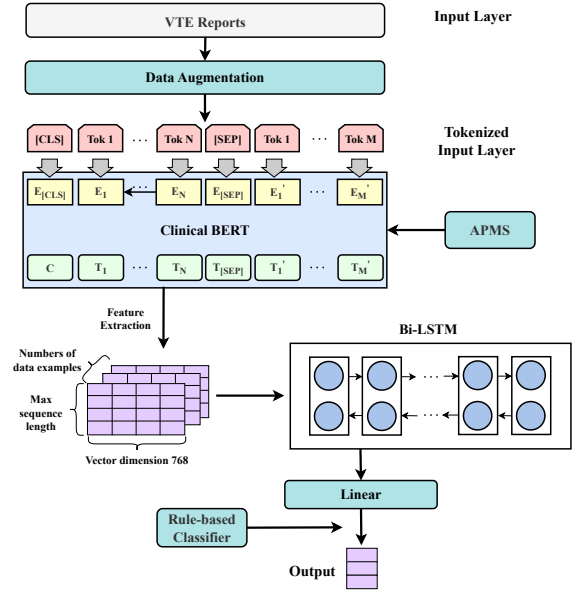 VTE Reports
Input Layer
Data Augmentation
[CLS] Tok 1 ... Tok N [SEP] Tok 1 ... Tok M
Tokenized
Input Layer
E[CLS] E1 ... EN E[SEP] E1' ... EM'
Clinical BERT
APMS
C T1 ... TN T[SEP] T1' ... TM'
Feature
Extraction
Bi-LSTM
Numbers of
data examples
Max
sequence
length
...
...
Vector dimension 768
Linear
Rule-based
Classifier
Output